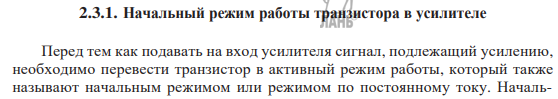 2.3.1. Начальный режим работы транзистора в усилителе
ЛАНЬ
Перед тем как подавать на вход усилителя сигнал, подлежащий усилению,
необходимо перевести транзистор в активный режим работы, который также
называют начальным режимом или режимом по постоянному току. Началь-